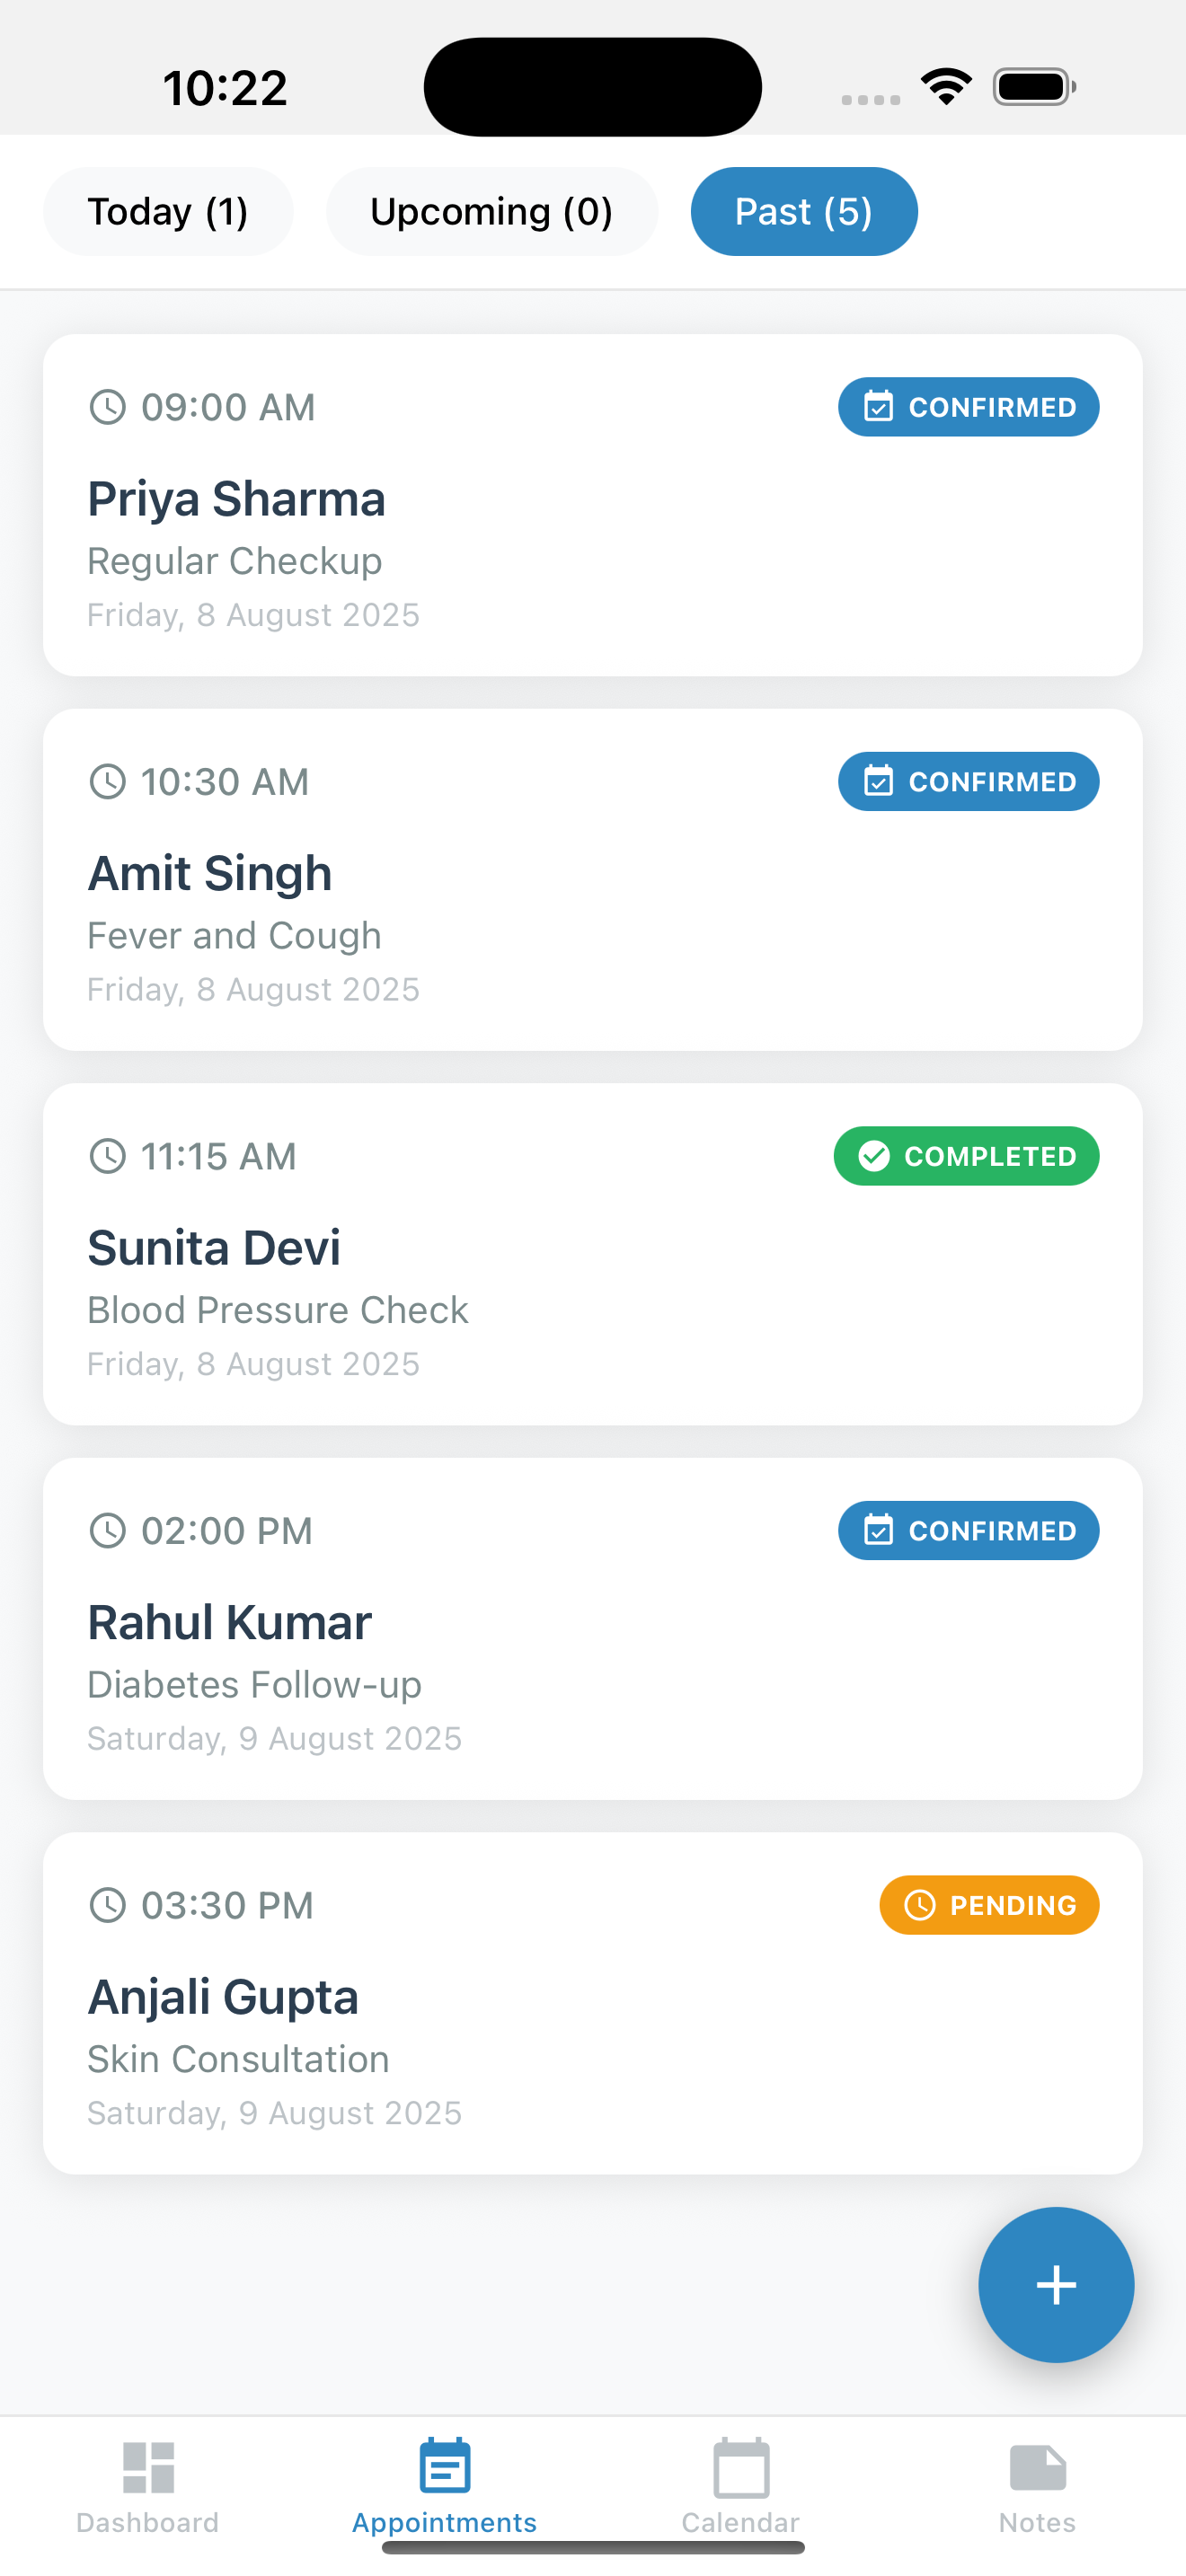 10:22
Today (1) Upcoming (0) Past (5)
09:00 AM CONFIRMED
Priya Sharma
Regular Checkup
Friday, 8 August 2025
10:30 AM CONFIRMED
Amit Singh
Fever and Cough
Friday, 8 August 2025
11:15 AM COMPLETED
Sunita Devi
Blood Pressure Check
Friday, 8 August 2025
02:00 PM CONFIRMED
Rahul Kumar
Diabetes Follow-up
Saturday, 9 August 2025
03:30 PM PENDING
Anjali Gupta
Skin Consultation
Saturday, 9 August 2025
Dashboard Appointments Calendar Notes